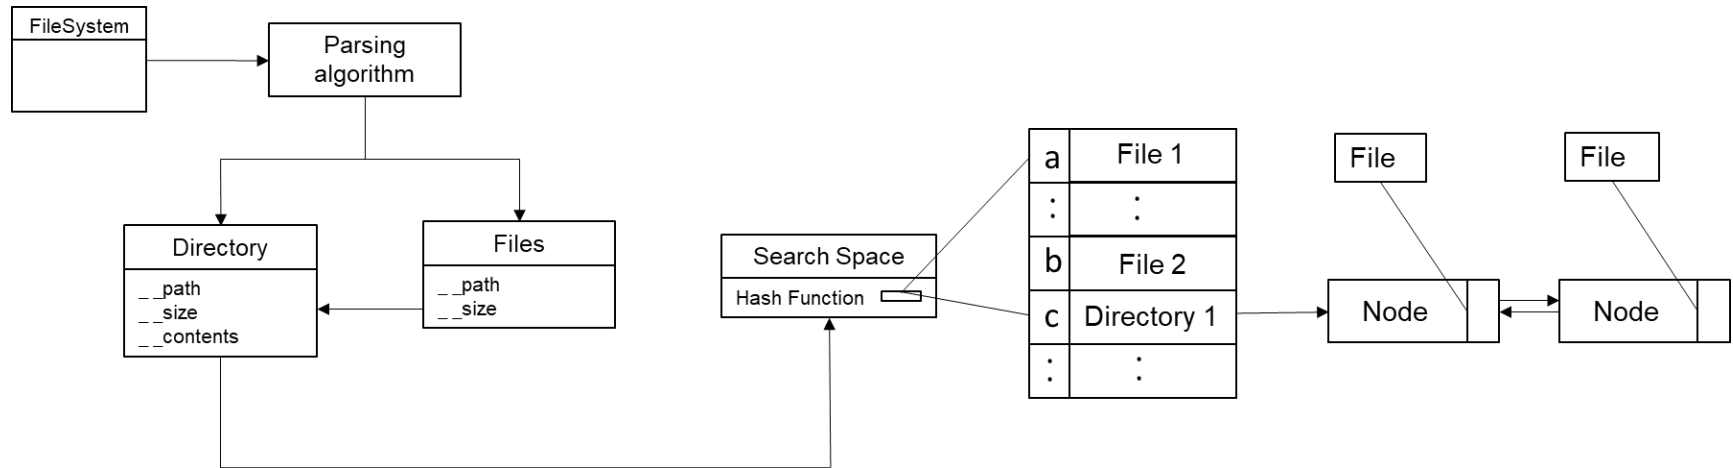 FileSystem
Parsing
algorithm
Directory
_ _path
_ _size
_ _contents
Files
_ _path
_ _size
Search Space
Hash Function
a File 1
: :
b File 2
c Directory 1
: :
File
File
Node
Node